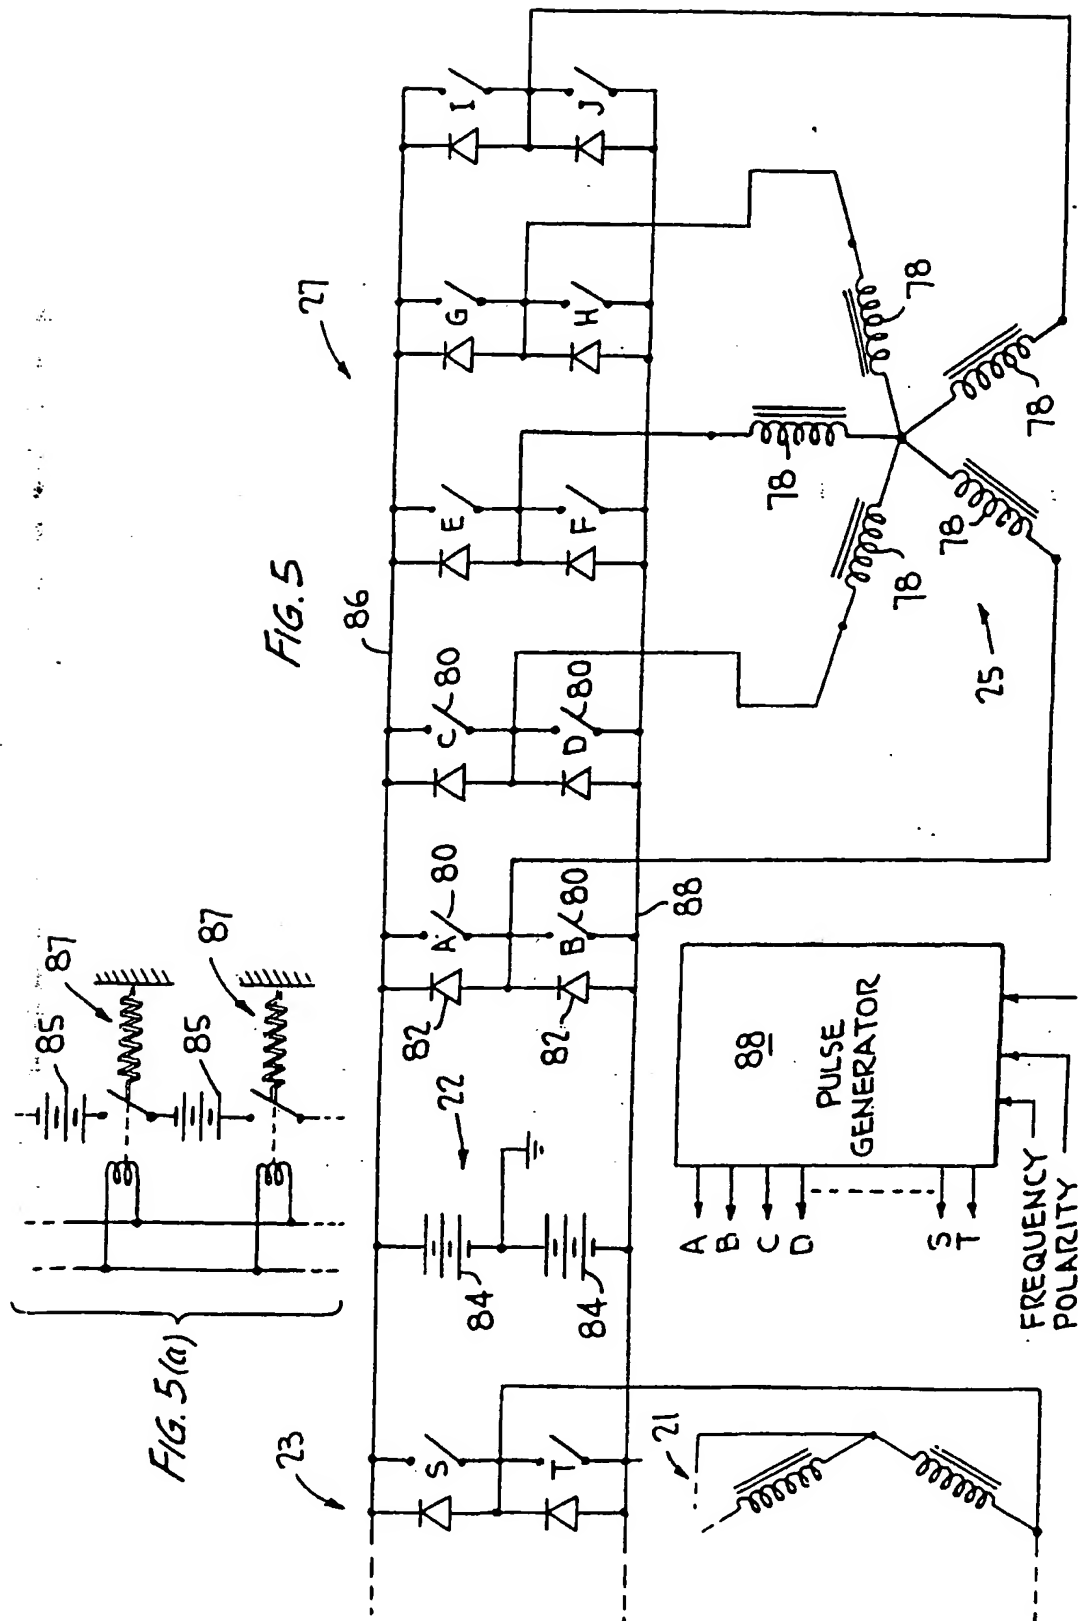 FIG. 5
FIG. 5(a)
85
87
85
87
23
22
86
27
S
T
84
84
82
82
A
80
B
80
C
80
D
80
E
F
G
H
I
J
88
21
88
PULSE
GENERATOR
A
B
C
D
S
T
FREQUENCY
POLARITY
25
78
78
78
78
78